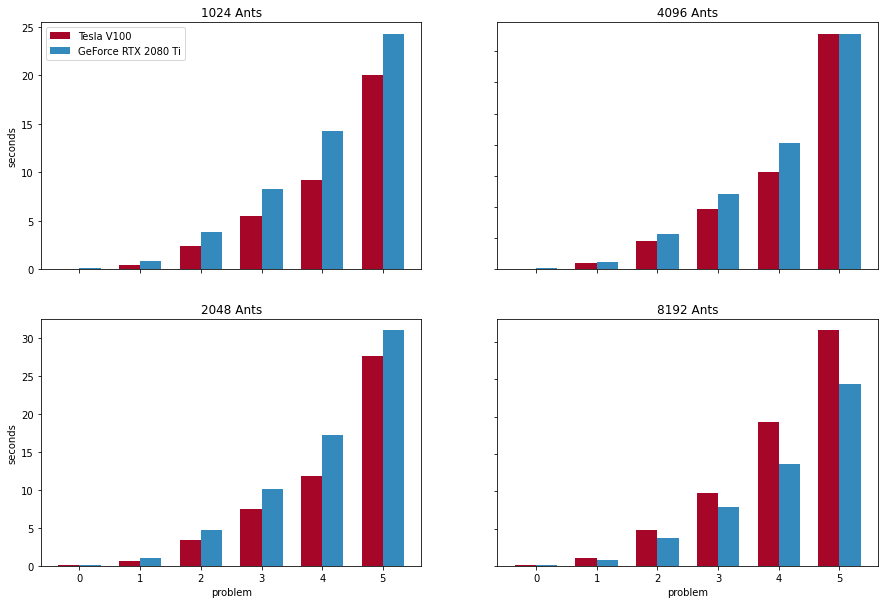 1024 Ants
4096 Ants
25
20
15
10
5
0
seconds
Tesla V100
GeForce RTX 2080 Ti
2048 Ants
8192 Ants
30
25
20
15
10
5
0
seconds
0 1 2 3 4 5
problem
0 1 2 3 4 5
problem